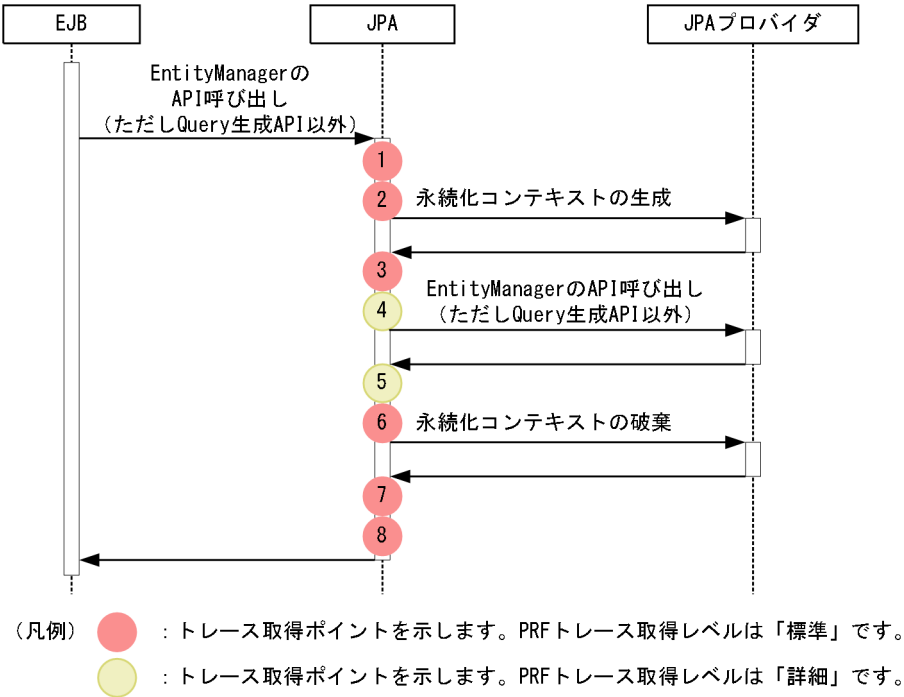 EJB
JPA
JPAプロバイダ
EntityManagerの
API呼び出し
（ただしQuery生成API以外）
1
2
永続化コンテキストの生成
3
EntityManagerのAPI呼び出し
（ただしQuery生成API以外）
4
5
6
永続化コンテキストの破棄
7
8
（凡例）
：トレース取得ポイントを示します。PRFトレース取得レベルは「標準」です。
：トレース取得ポイントを示します。PRFトレース取得レベルは「詳細」です。